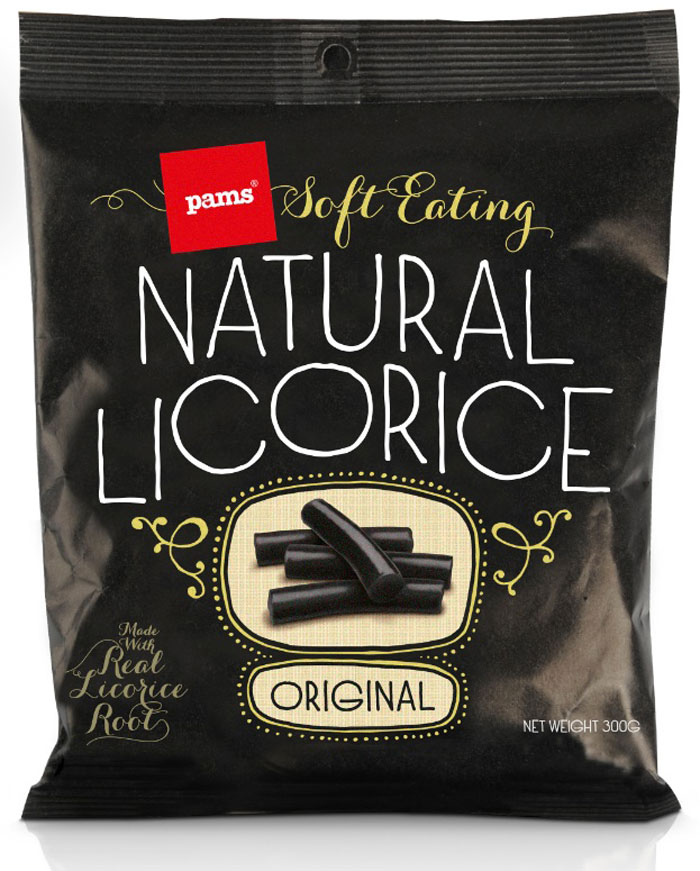 pams®
Soft Eating
NATURAL
LICORICE
ORIGINAL
Made
With
Real
Licorice
Root
NET WEIGHT 300G